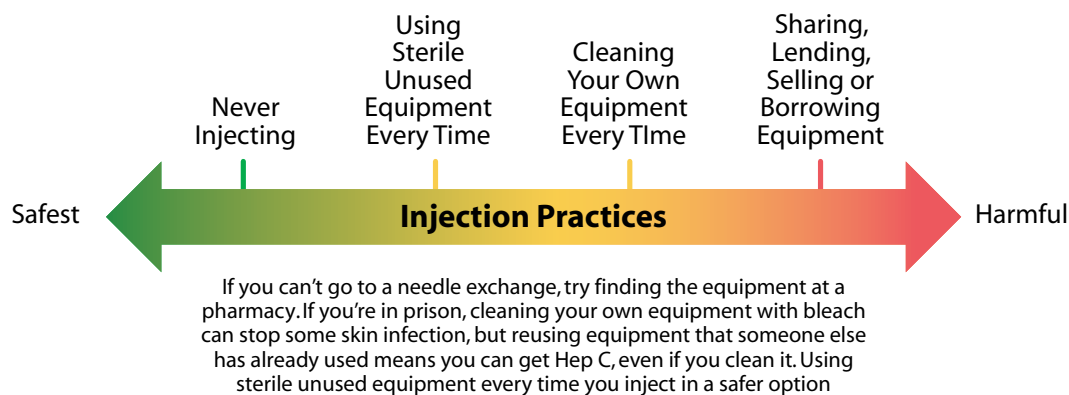 Never
Injecting
Using
Sterile
Unused
Equipment
Every Time
Cleaning
Your Own
Equipment
Every TIme
Sharing,
Lending,
Selling or
Borrowing
Equipment
Safest
Injection Practices
Harmful
If you can't go to a needle exchange, try finding the equipment at a
pharmacy. If you're in prison, cleaning your own equipment with bleach
can stop some skin infection, but reusing equipment that someone else
has already used means you can get Hep C, even if you clean it. Using
sterile unused equipment every time you inject in a safer option